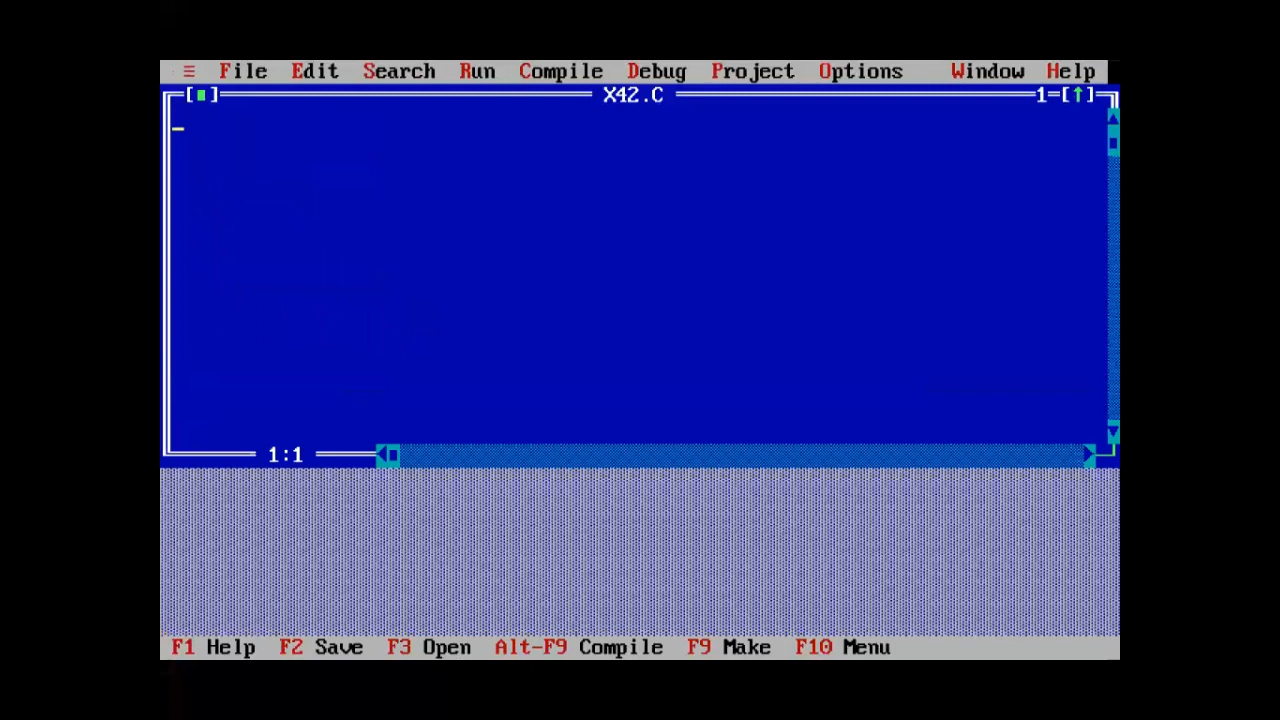 ≡ File Edit Search Run Compile Debug Project Options Window Help
[■] X42.C 1=[↑]
1:1
F1 Help F2 Save F3 Open Alt-F9 Compile F9 Make F10 Menu